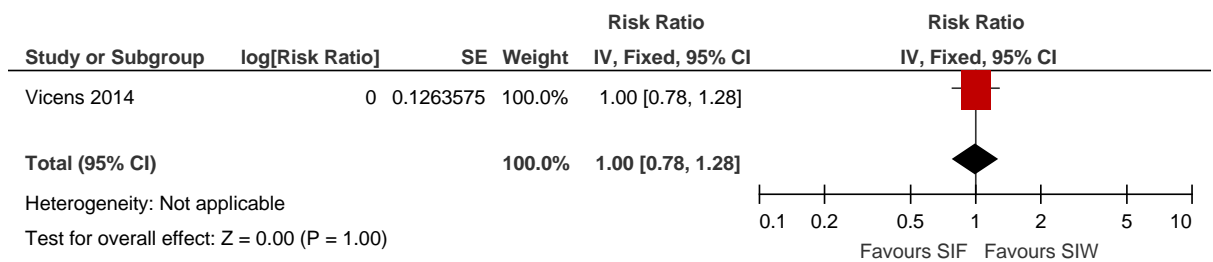 Risk Ratio Risk Ratio
Study or Subgroup log[Risk Ratio] SE Weight IV, Fixed, 95% CI IV, Fixed, 95% CI
Vicens 2014 0 0.1263575 100.0% 1.00 [0.78, 1.28]
Total (95% CI) 100.0% 1.00 [0.78, 1.28]
Heterogeneity: Not applicable
0.1 0.2 0.5 1 2 5 10
Test for overall effect: Z = 0.00 (P = 1.00)
Favours SIF Favours SIW